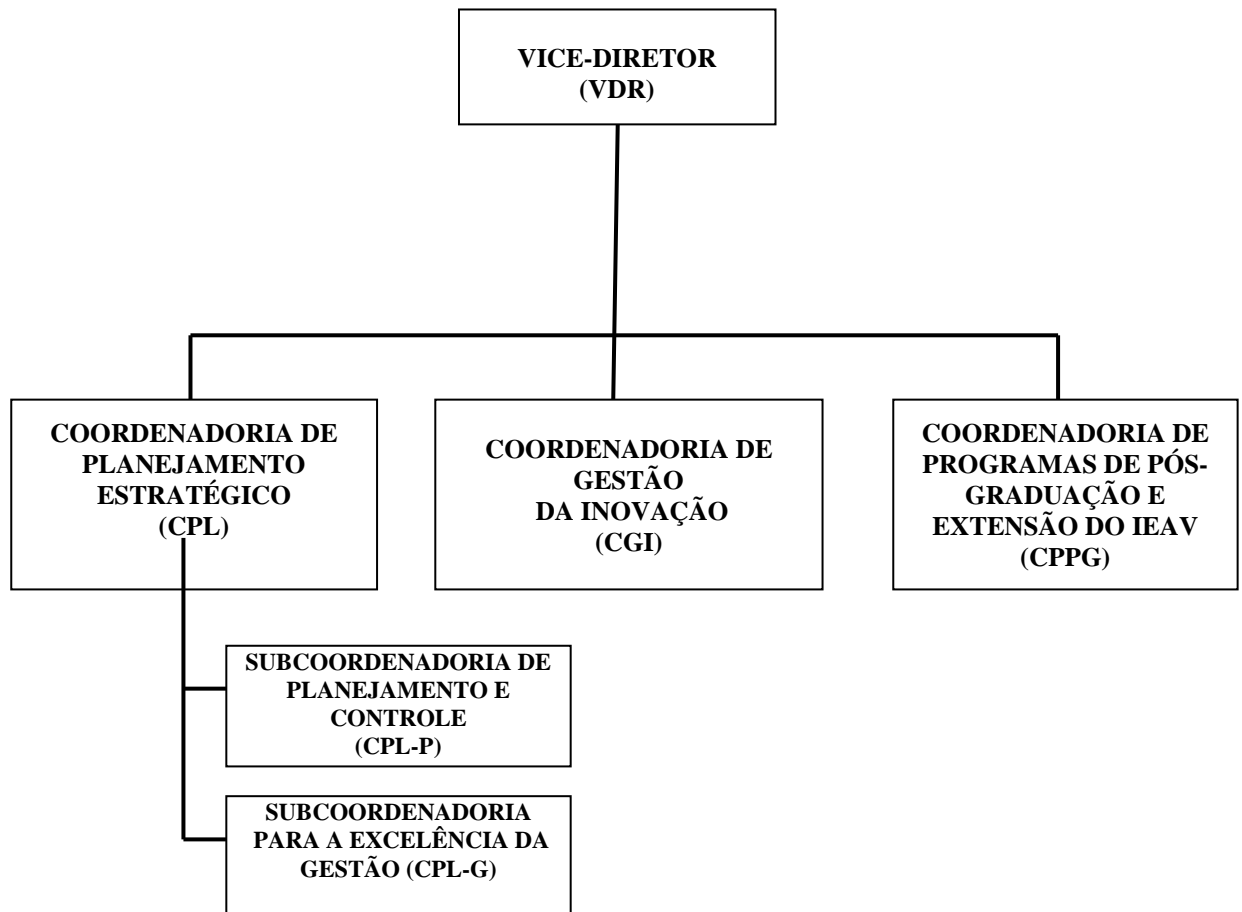 VICE-DIRETOR
(VDR)
COORDENADORIA DE
PLANEJAMENTO
ESTRATÉGICO
(CPL)
COORDENADORIA DE
GESTÃO
DA INOVAÇÃO
(CGI)
COORDENADORIA DE
PROGRAMAS DE PÓS-
GRADUAÇÃO E
EXTENSÃO DO IEAV
(CPPG)
SUBCOORDENADORIA DE
PLANEJAMENTO E
CONTROLE
(CPL-P)
SUBCOORDENADORIA
PARA A EXCELÊNCIA DA
GESTÃO (CPL-G)